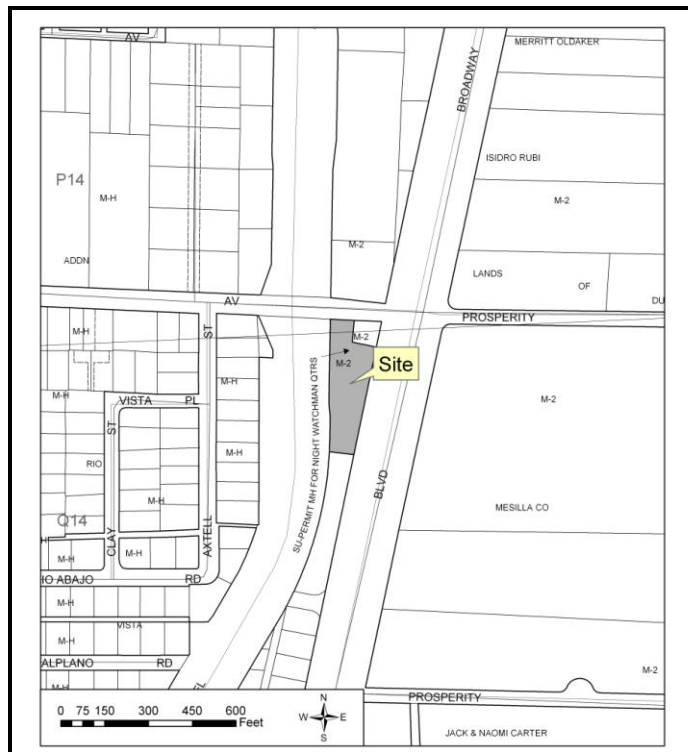 AV
MERRITT OLDAKER
BROADWAY
ISIDRO RUBI
P14
M-H
M-2
M-2
ADDN
LANDS OF DU
AV
PROSPERITY
M-H
ST
M-2
M-2
Site
M-H
M-H
VISTA PL
M-2
SU-PERMIT MH FOR NIGHT WATCHMAN QTRS
ST
M-H
RIO
M-H
BLVD
MESILLA CO
Q14
CLAY
AXTELL
M-H
M-H
IO ABAJO RD
M-H
VISTA
M-H
M-2
ALPLANO RD
M-H
N
W E
S
PROSPERITY
0 75 150 300 450 600
Feet
JACK & NAOMI CARTER